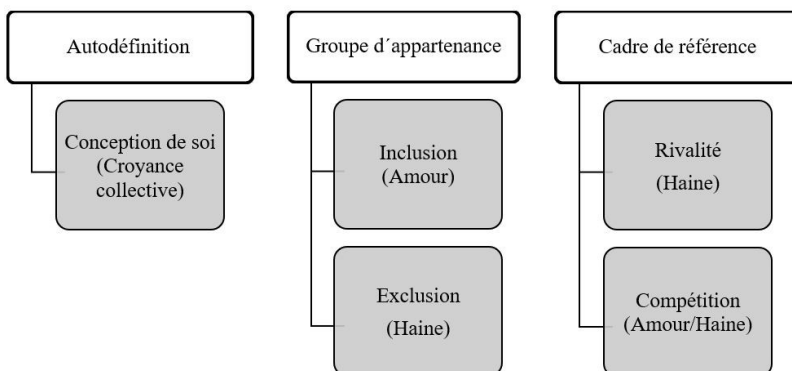 Autodéfinition
Conception de soi
(Croyance
collective)
Groupe d´appartenance
Inclusion
(Amour)
Exclusion
(Haine)
Cadre de référence
Rivalité
(Haine)
Compétition
(Amour/Haine)